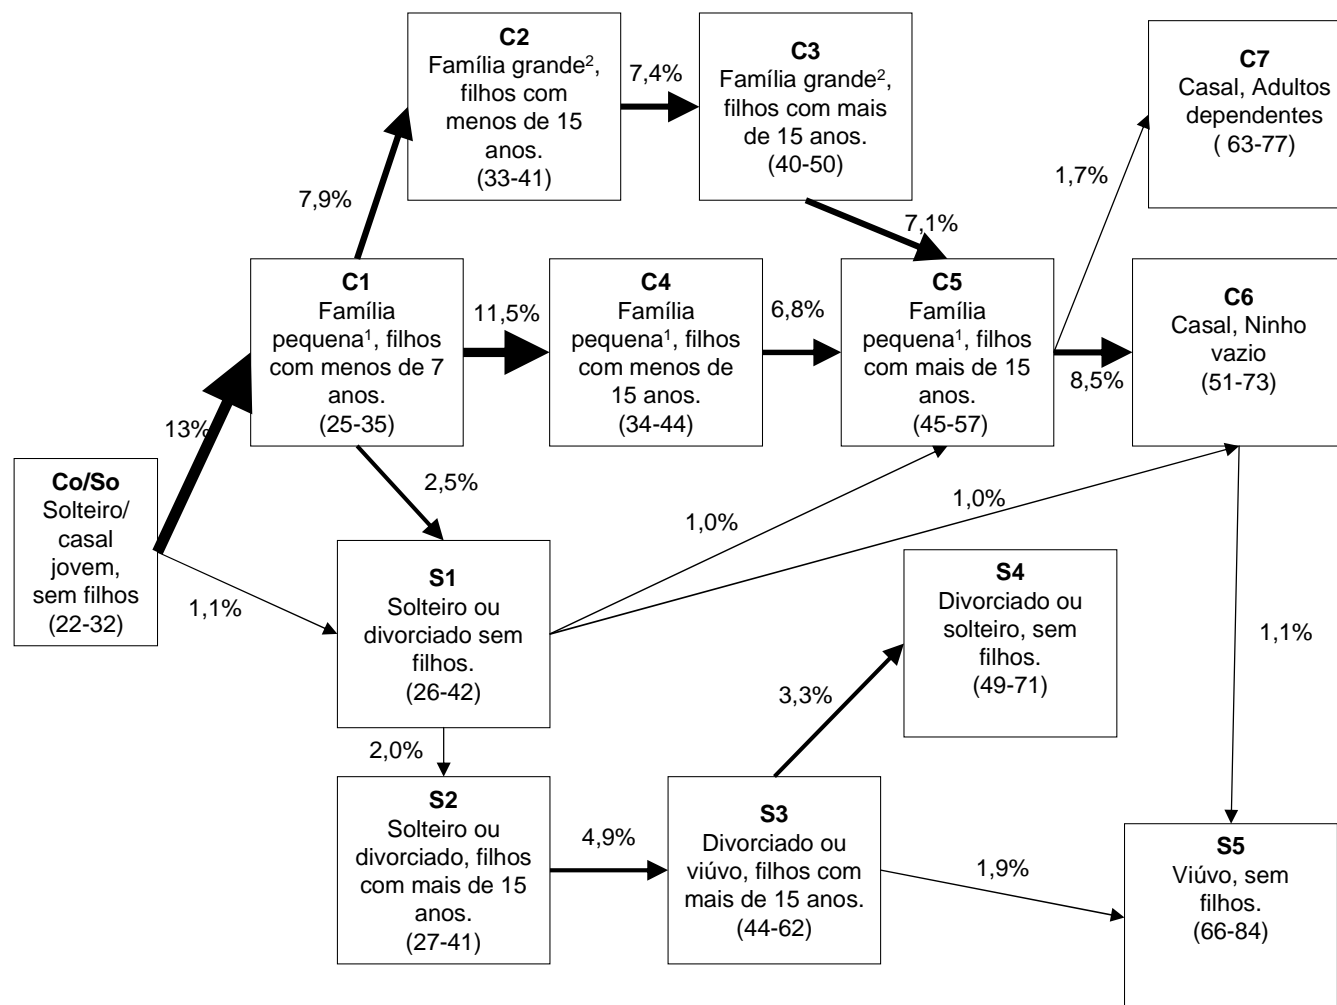 C2
Família grande²,
filhos com
menos de 15
anos.
(33-41)
7,4%
C3
Família grande²,
filhos com mais
de 15 anos.
(40-50)
C7
Casal, Adultos
dependentes
( 63-77)
7,9%
7,1%
1,7%
C1
Família
pequena¹, filhos
com menos de 7
anos.
(25-35)
11,5%
C4
Família
pequena¹, filhos
com menos de
15 anos.
(34-44)
6,8%
C5
Família
pequena¹, filhos
com mais de 15
anos.
(45-57)
8,5%
C6
Casal, Ninho
vazio
(51-73)
13%
Co/So
Solteiro/
casal
jovem,
sem filhos
(22-32)
2,5%
1,1%
1,0%
1,0%
S1
Solteiro ou
divorciado sem
filhos.
(26-42)
S4
Divorciado ou
solteiro, sem
filhos.
(49-71)
1,1%
3,3%
2,0%
S2
Solteiro ou
divorciado, filhos
com mais de 15
anos.
(27-41)
4,9%
S3
Divorciado ou
viúvo, filhos com
mais de 15 anos.
(44-62)
1,9%
S5
Viúvo, sem
filhos.
(66-84)